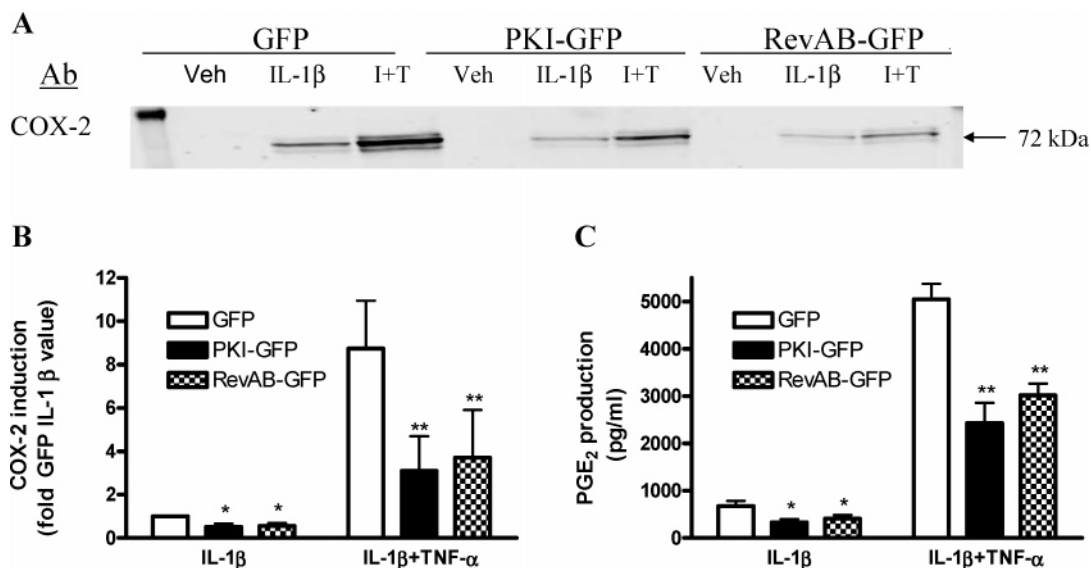 A
GFP PKI-GFP RevAB-GFP
Ab Veh IL-1β I+T Veh IL-1β I+T Veh IL-1β I+T
COX-2 72 kDa
B
COX-2 induction
(fold GFP IL-1 β value)
12
10
8
6
4
2
0
GFP
PKI-GFP
RevAB-GFP
* * ** **
IL-1β IL-1β+TNF-α
C
PGE₂ production
(pg/ml)
5000
4000
3000
2000
1000
0
GFP
PKI-GFP
RevAB-GFP
* * ** **
IL-1β IL-1β+TNF-α